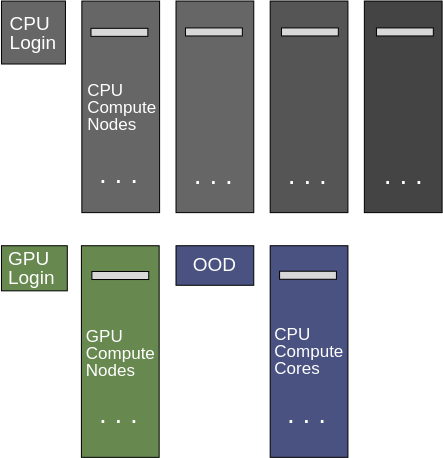 CPU
Login
CPU
Compute
Nodes
. . .
. . .
. . .
. . .
GPU
Login
OOD
GPU
Compute
Nodes
. . .
CPU
Compute
Cores
. . .